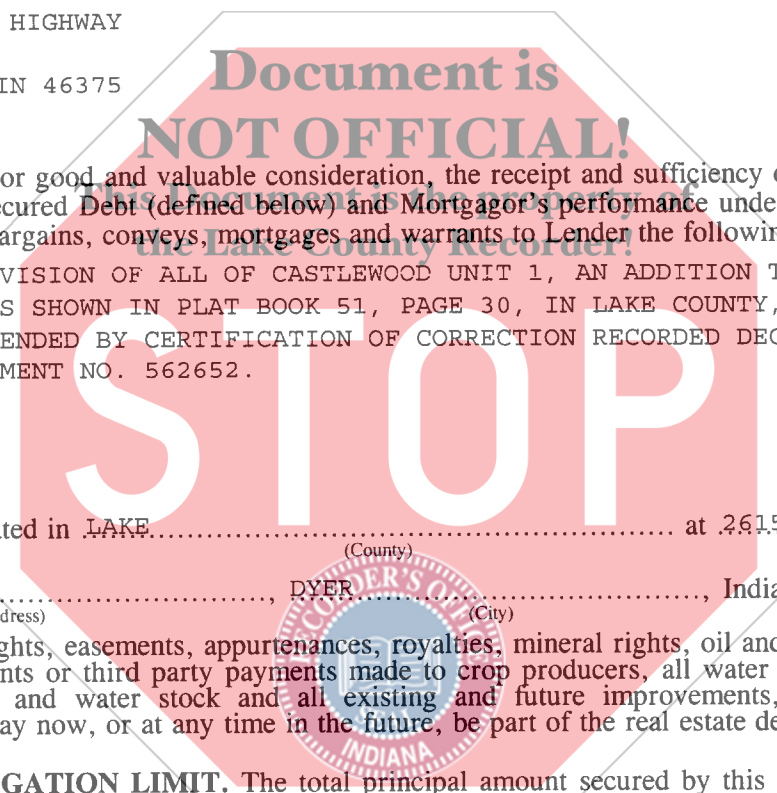 HIGHWAY
IN 46375
Document is
NOT OFFICIAL!
This Document is the property of
the Lake County Recorder!
or good and valuable consideration, the receipt and sufficiency
ecured Debt (defined below) and Mortgagor's performance unde
argains, conveys, mortgages and warrants to Lender the followin
VISION OF ALL OF CASTLEWOOD UNIT 1, AN ADDITION T
S SHOWN IN PLAT BOOK 51, PAGE 30, IN LAKE COUNTY,
ENDED BY CERTIFICATION OF CORRECTION RECORDED DEC
MENT NO. 562652.
STOP
ated in LAKE at 2615
(County)
, DYER, India
dress) (City)
ghts, easements, appurtenances, royalties, mineral rights, oil and
nts or third party payments made to crop producers, all water
and water stock and all existing and future improvements,
ay now, or at any time in the future, be part of the real estate de
RECORDER'S OFFICE
INDIANA
GATION LIMIT. The total principal amount secured by this